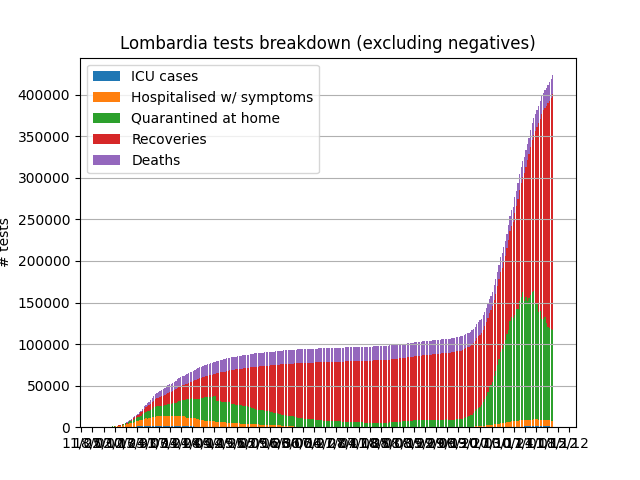 Lombardia tests breakdown (excluding negatives)
ICU cases
Hospitalised w/ symptoms
Quarantined at home
Recoveries
Deaths
400000
350000
300000
250000
200000
150000
100000
50000
0
# tests